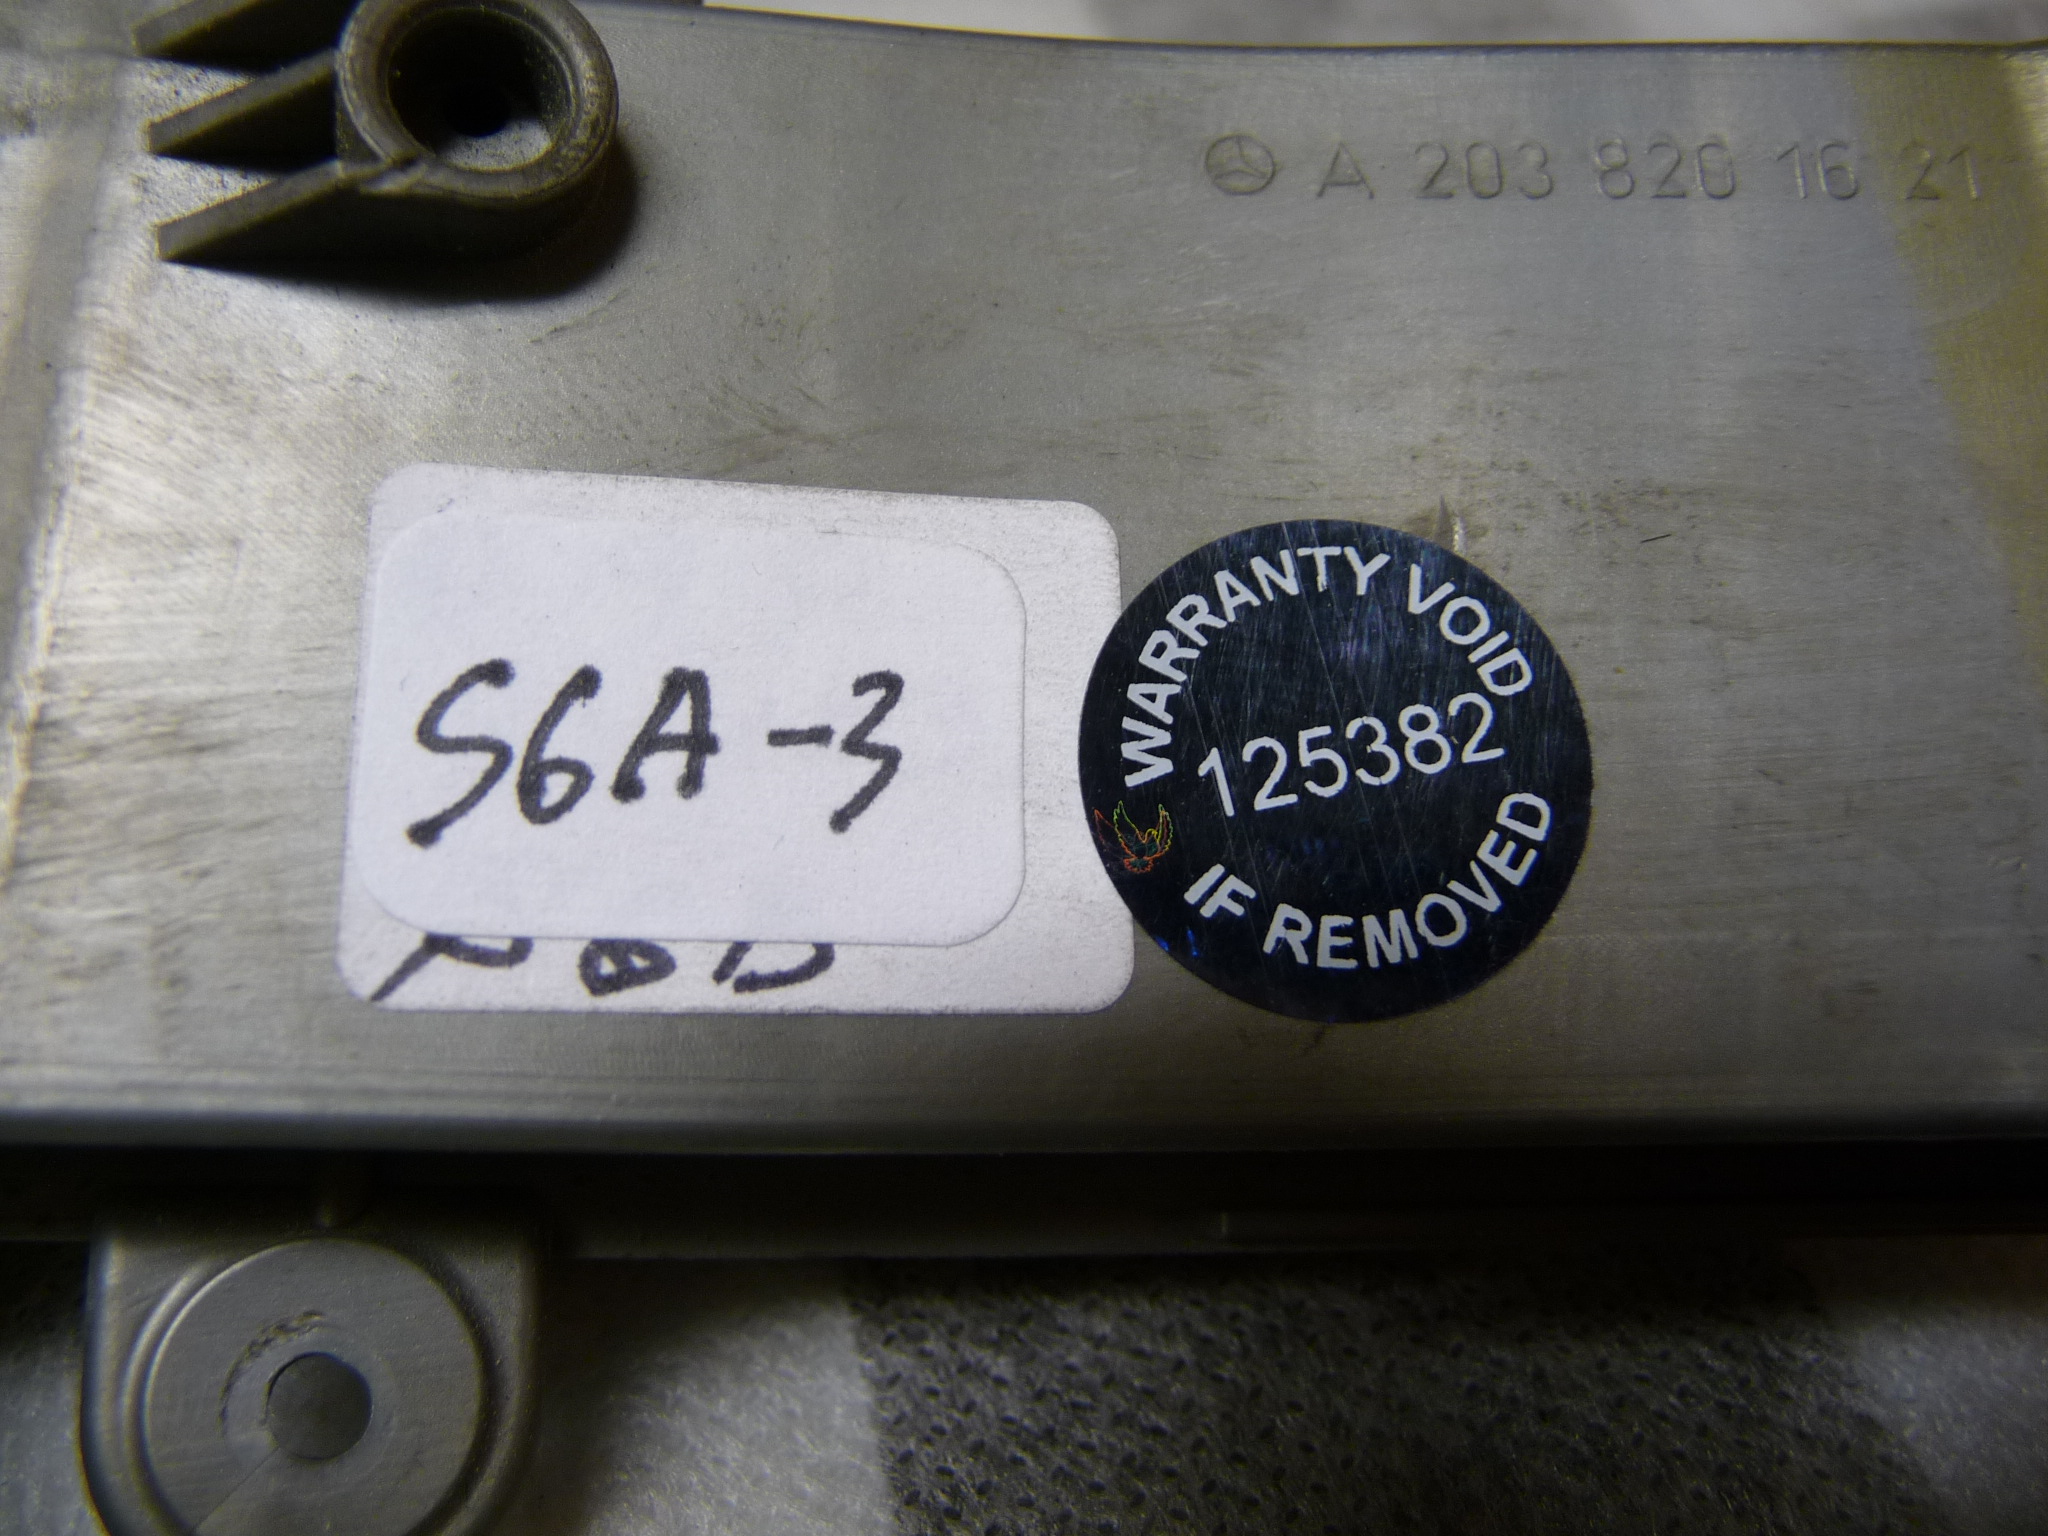 A 203 820 16 21
S6A-3
WARRANTY VOID
125382
IF REMOVED